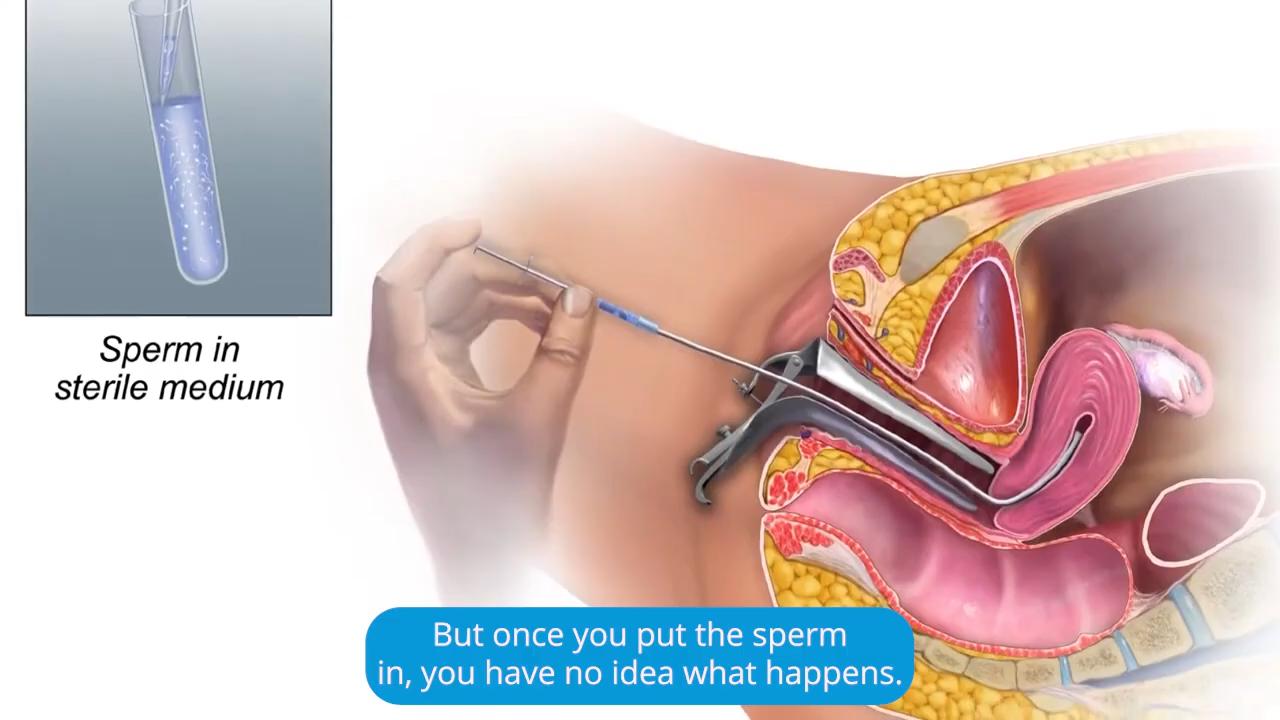 Sperm in
sterile medium
But once you put the sperm
in, you have no idea what happens.